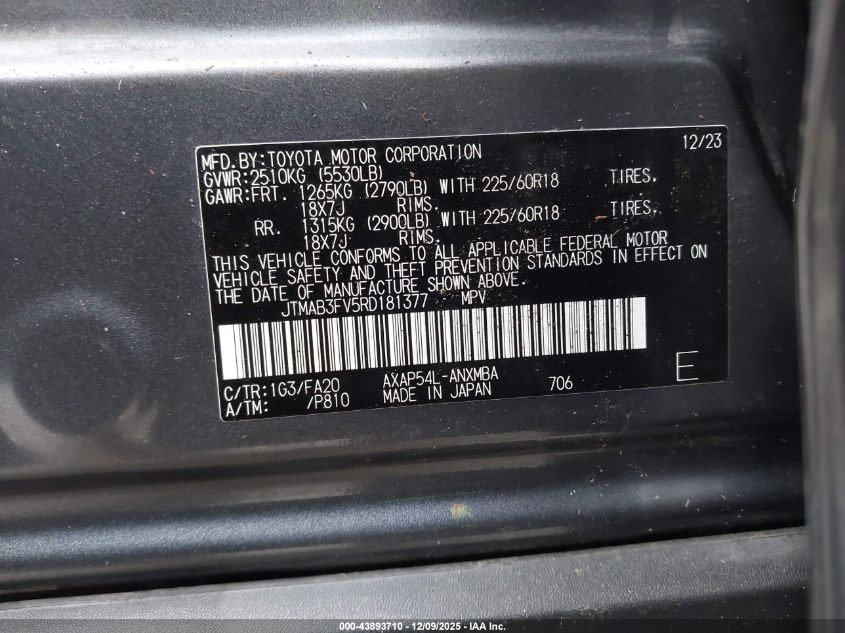 MFD.BY:TOYOTA MOTOR CORPORATION 12/23
GVWR:2510KG (5530LB)
GAWR:FRT. 1265KG (2790LB) WITH 225/60R18 TIRES.
18X7J RIMS.
RR. 1315KG (2900LB) WITH 225/60R18 TIRES.
18X7J RIMS.
THIS VEHICLE CONFORMS TO ALL APPLICABLE FEDERAL MOTOR
VEHICLE SAFETY AND THEFT PREVENTION STANDARDS IN EFFECT ON
THE DATE OF MANUFACTURE SHOWN ABOVE.
JTMAB3FV5RD181377 MPV
C/TR:1G3/FA20 AXAP54L-ANXMBA
A/TM: /P810 MADE IN JAPAN 706 E
000-43893710 - 12/09/2025 - IAA Inc.